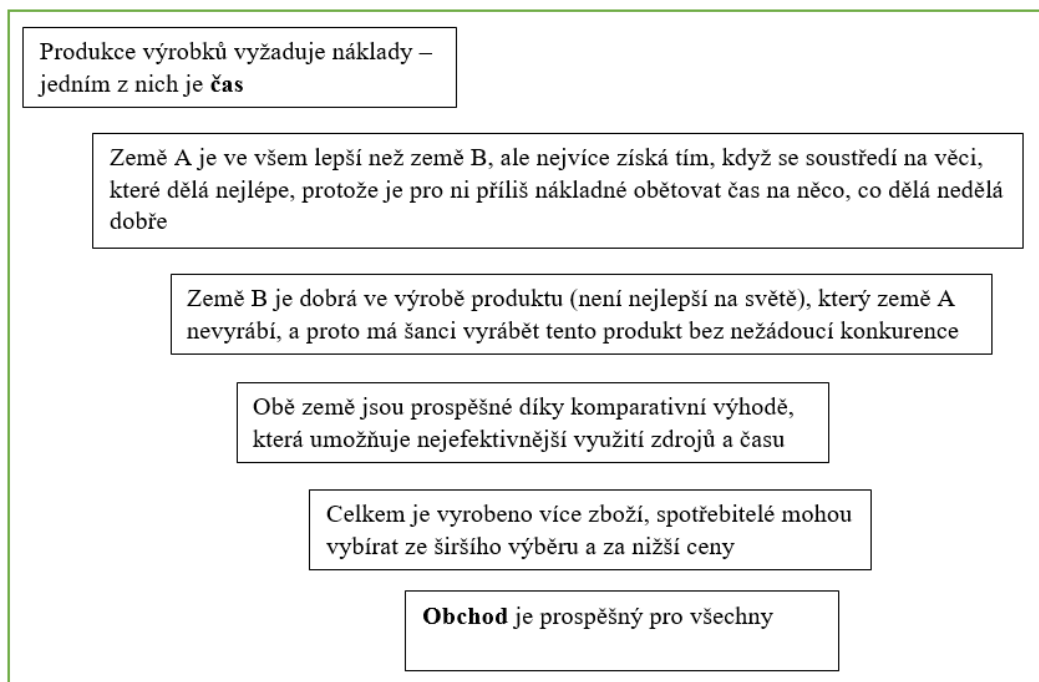 Produkce výrobků vyžaduje náklady –
jedním z nich je čas
Země A je ve všem lepší než země B, ale nejvíce získá tím, když se soustředí na věci,
které dělá nejlépe, protože je pro ni příliš nákladné obětovat čas na něco, co dělá nedělá
dobře
Země B je dobrá ve výrobě produktu (není nejlepší na světě), který země A
nevyrábí, a proto má šanci vyrábět tento produkt bez nežádoucí konkurence
Obě země jsou prospěšné díky komparativní výhodě,
která umožňuje nejefektivnější využití zdrojů a času
Celkem je vyrobeno více zboží, spotřebitelé mohou
vybírat ze širšího výběru a za nižší ceny
Obchod je prospěšný pro všechny